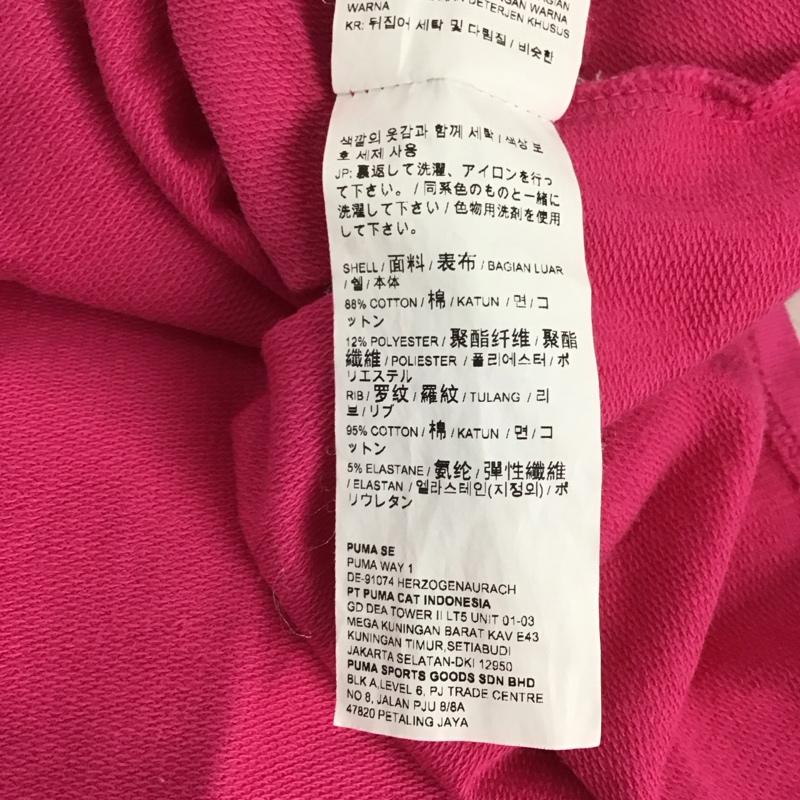 WARNA
DETERJEN KHUSUS
KR: 뒤집어 세탁 및 다림질 / 비슷한
색깔의 옷감과 함께 세탁 / 색상 보
호 세제 사용
JP: 裏返して洗濯、アイロンを行っ
て下さい。 / 同系色のものと一緒に
洗濯して下さい / 色物用洗剤を使用
して下さい。
SHELL / 面料 / 表布 / BAGIAN LUAR
/ 쉘 / 本体
88% COTTON / 棉 / KATUN / 면 / コ
ットン
12% POLYESTER / 聚酯纤维 / 聚酯
纖維 / POLIESTER / 폴리에스터 / ポ
リエステル
RIB / 罗纹 / 羅紋 / TULANG / 리
브 / リブ
95% COTTON / 棉 / KATUN / 면 / コ
ットン
5% ELASTANE / 氨纶 / 彈性纖維
/ ELASTAN / 엘라스테인(지정외) / ポ
リウレタン
PUMA SE
PUMA WAY 1
DE-91074 HERZOGENAURACH
PT PUMA CAT INDONESIA
GD DEA TOWER II LT5 UNIT 01-03
MEGA KUNINGAN BARAT KAV E43
KUNINGAN TIMUR,SETIABUDI
JAKARTA SELATAN-DKI 12950
PUMA SPORTS GOODS SDN BHD
BLK A,LEVEL 6, PJ TRADE CENTRE
NO 8, JALAN PJU 8/8A
47820 PETALING JAYA